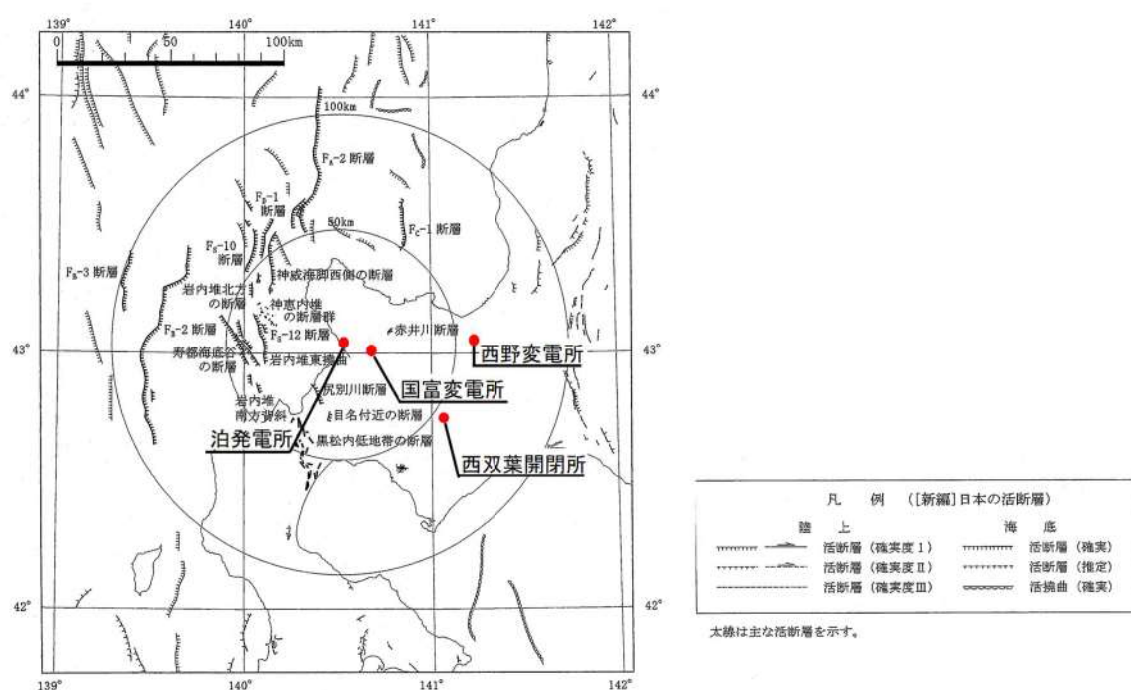 139°
140°
141°
142°
0
50
100km
44°
100km
FA-2 断層
FD-1
断層
50km
FC-1 断層
FS-10
断層
FB-3 断層
神威海脚西側の断層
岩内堆北方
の断層
神恵内堆
の断層群
赤井川断層
FB-2 断層
FS-12 断層
43°
43°
寿都海底谷
の断層
岩内堆東撓曲
西野変電所
国富変電所
尻別川断層
岩内堆
南方背斜
目名付近の断層
泊発電所
黒松内低地帯の断層
西双葉開閉所
42°
42°
139°
140°
141°
142°
凡 例 ([新編]日本の活断層)
陸 上
海 底
活断層 (確実度Ⅰ)
活断層 (確実)
活断層 (確実度Ⅱ)
活断層 (推定)
活断層 (確実度Ⅲ)
活撓曲 (確実)
太線は主な活断層を示す。
44°